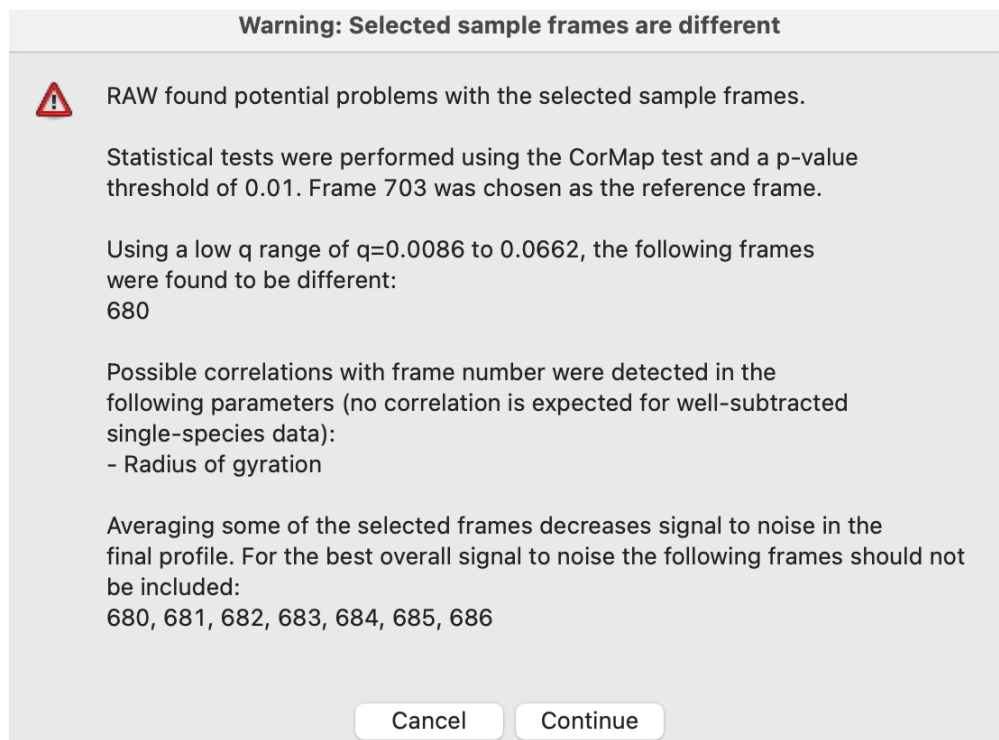 Warning: Selected sample frames are different
RAW found potential problems with the selected sample frames.
Statistical tests were performed using the CorMap test and a p-value
threshold of 0.01. Frame 703 was chosen as the reference frame.
Using a low q range of q=0.0086 to 0.0662, the following frames
were found to be different:
680
Possible correlations with frame number were detected in the
following parameters (no correlation is expected for well-subtracted
single-species data):
- Radius of gyration
Averaging some of the selected frames decreases signal to noise in the
final profile. For the best overall signal to noise the following frames should not
be included:
680, 681, 682, 683, 684, 685, 686
Cancel Continue